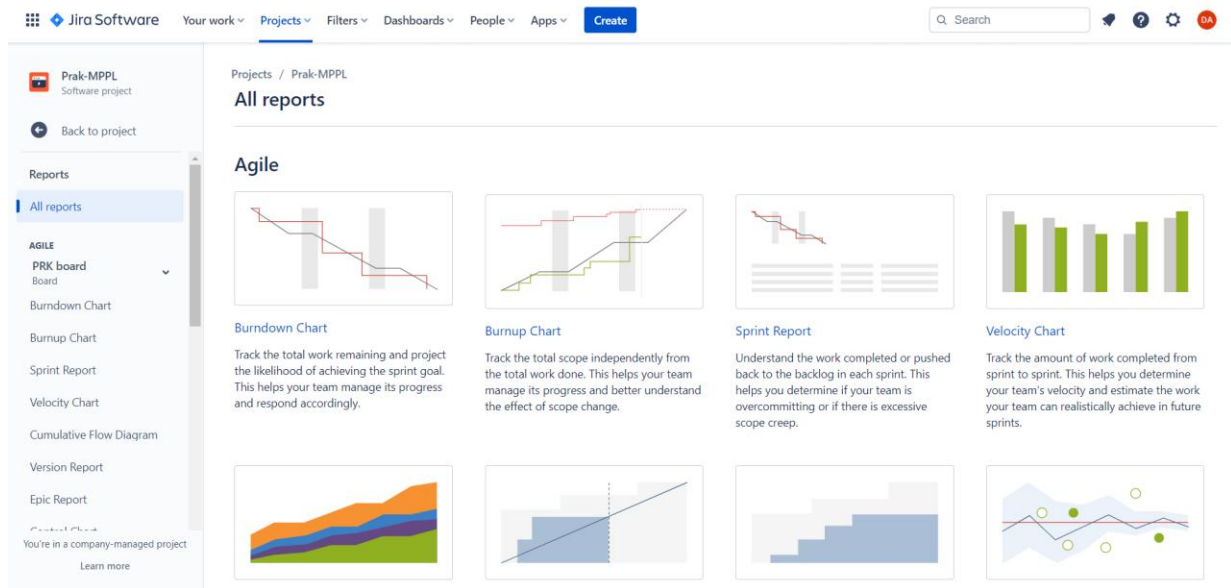 Jira Software Your work Projects Filters Dashboards People Apps Create Search DA
Prak-MPPL
Software project
Back to project
Reports
All reports
AGILE
PRK board
Board
Burndown Chart
Burnup Chart
Sprint Report
Velocity Chart
Cumulative Flow Diagram
Version Report
Epic Report
Control Chart
You're in a company-managed project
Learn more
Projects / Prak-MPPL
All reports
Agile
Burndown Chart
Track the total work remaining and project
the likelihood of achieving the sprint goal.
This helps your team manage its progress
and respond accordingly.
Burnup Chart
Track the total scope independently from
the total work done. This helps your team
manage its progress and better understand
the effect of scope change.
Sprint Report
Understand the work completed or pushed
back to the backlog in each sprint. This
helps you determine if your team is
overcommitting or if there is excessive
scope creep.
Velocity Chart
Track the amount of work completed from
sprint to sprint. This helps you determine
your team's velocity and estimate the work
your team can realistically achieve in future
sprints.